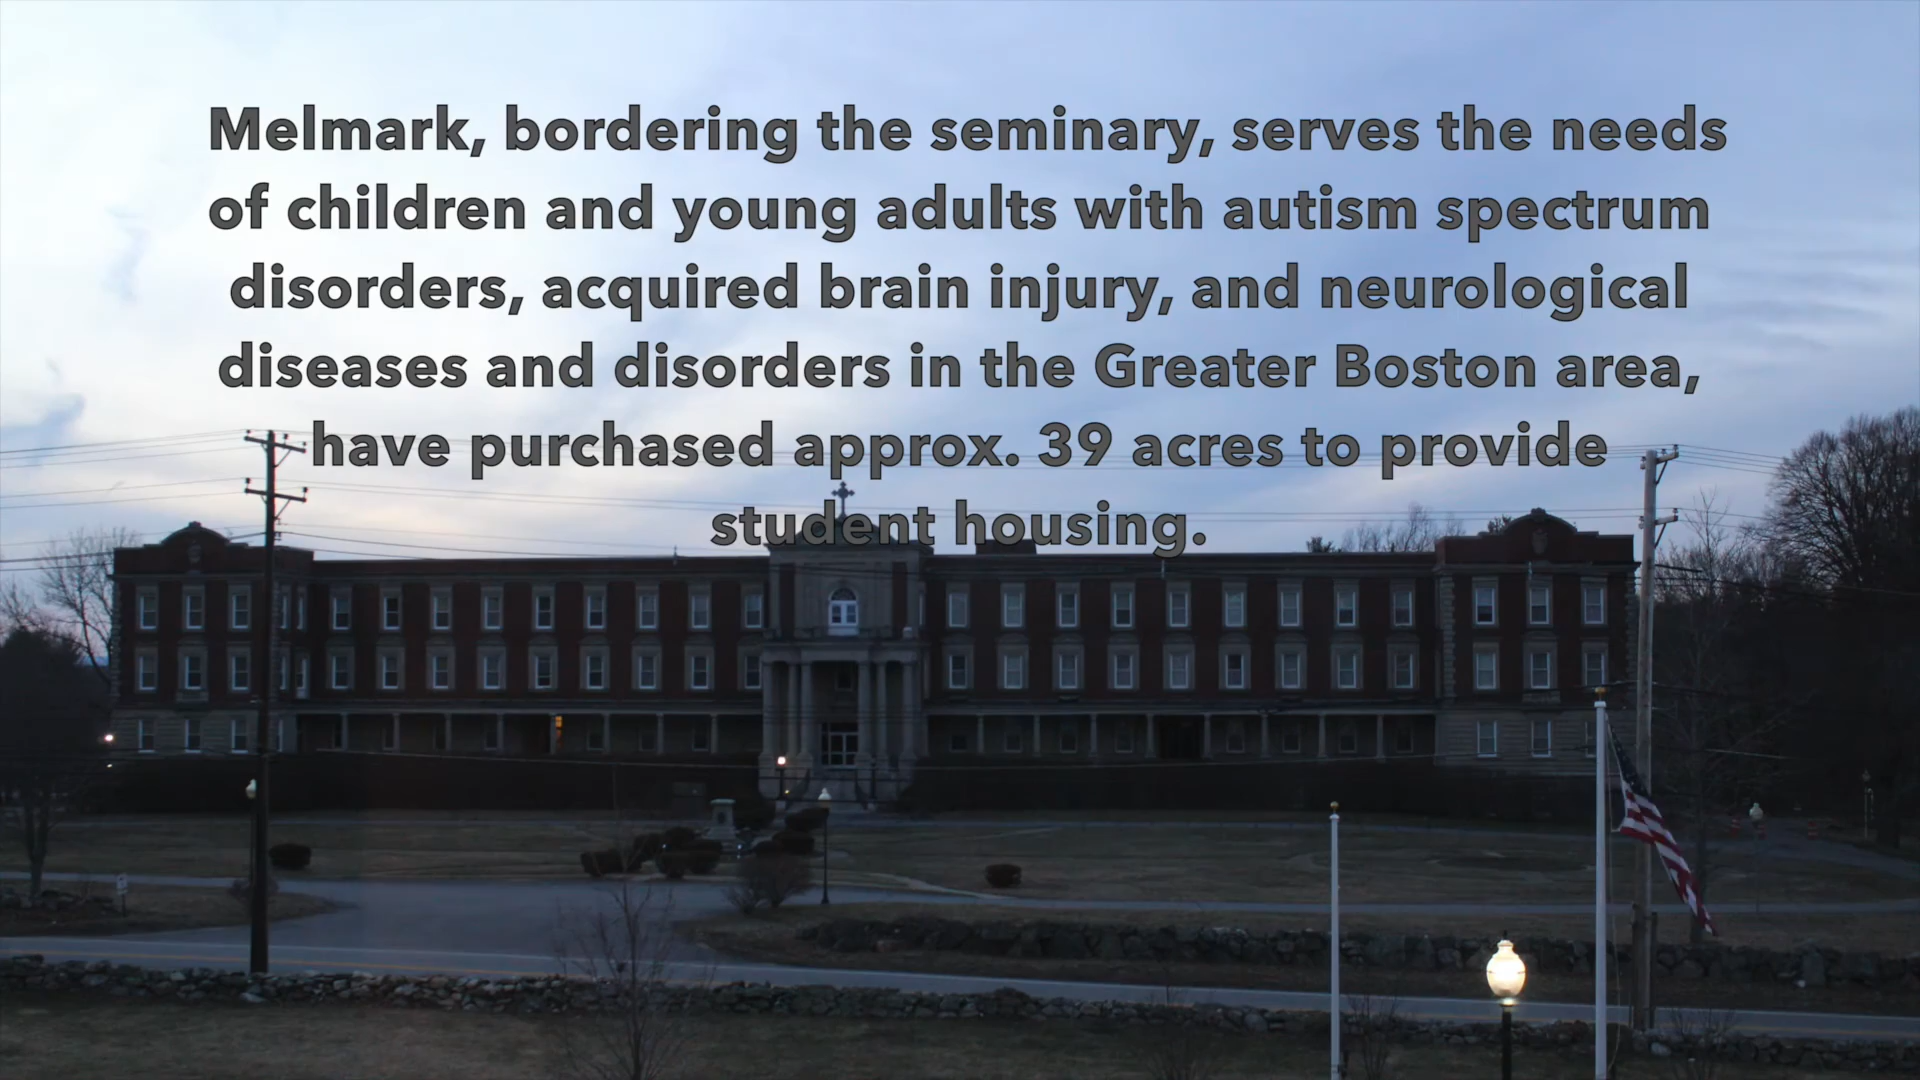 Melmark, bordering the seminary, serves the needs
of children and young adults with autism spectrum
disorders, acquired brain injury, and neurological
diseases and disorders in the Greater Boston area,
have purchased approx. 39 acres to provide
student housing.